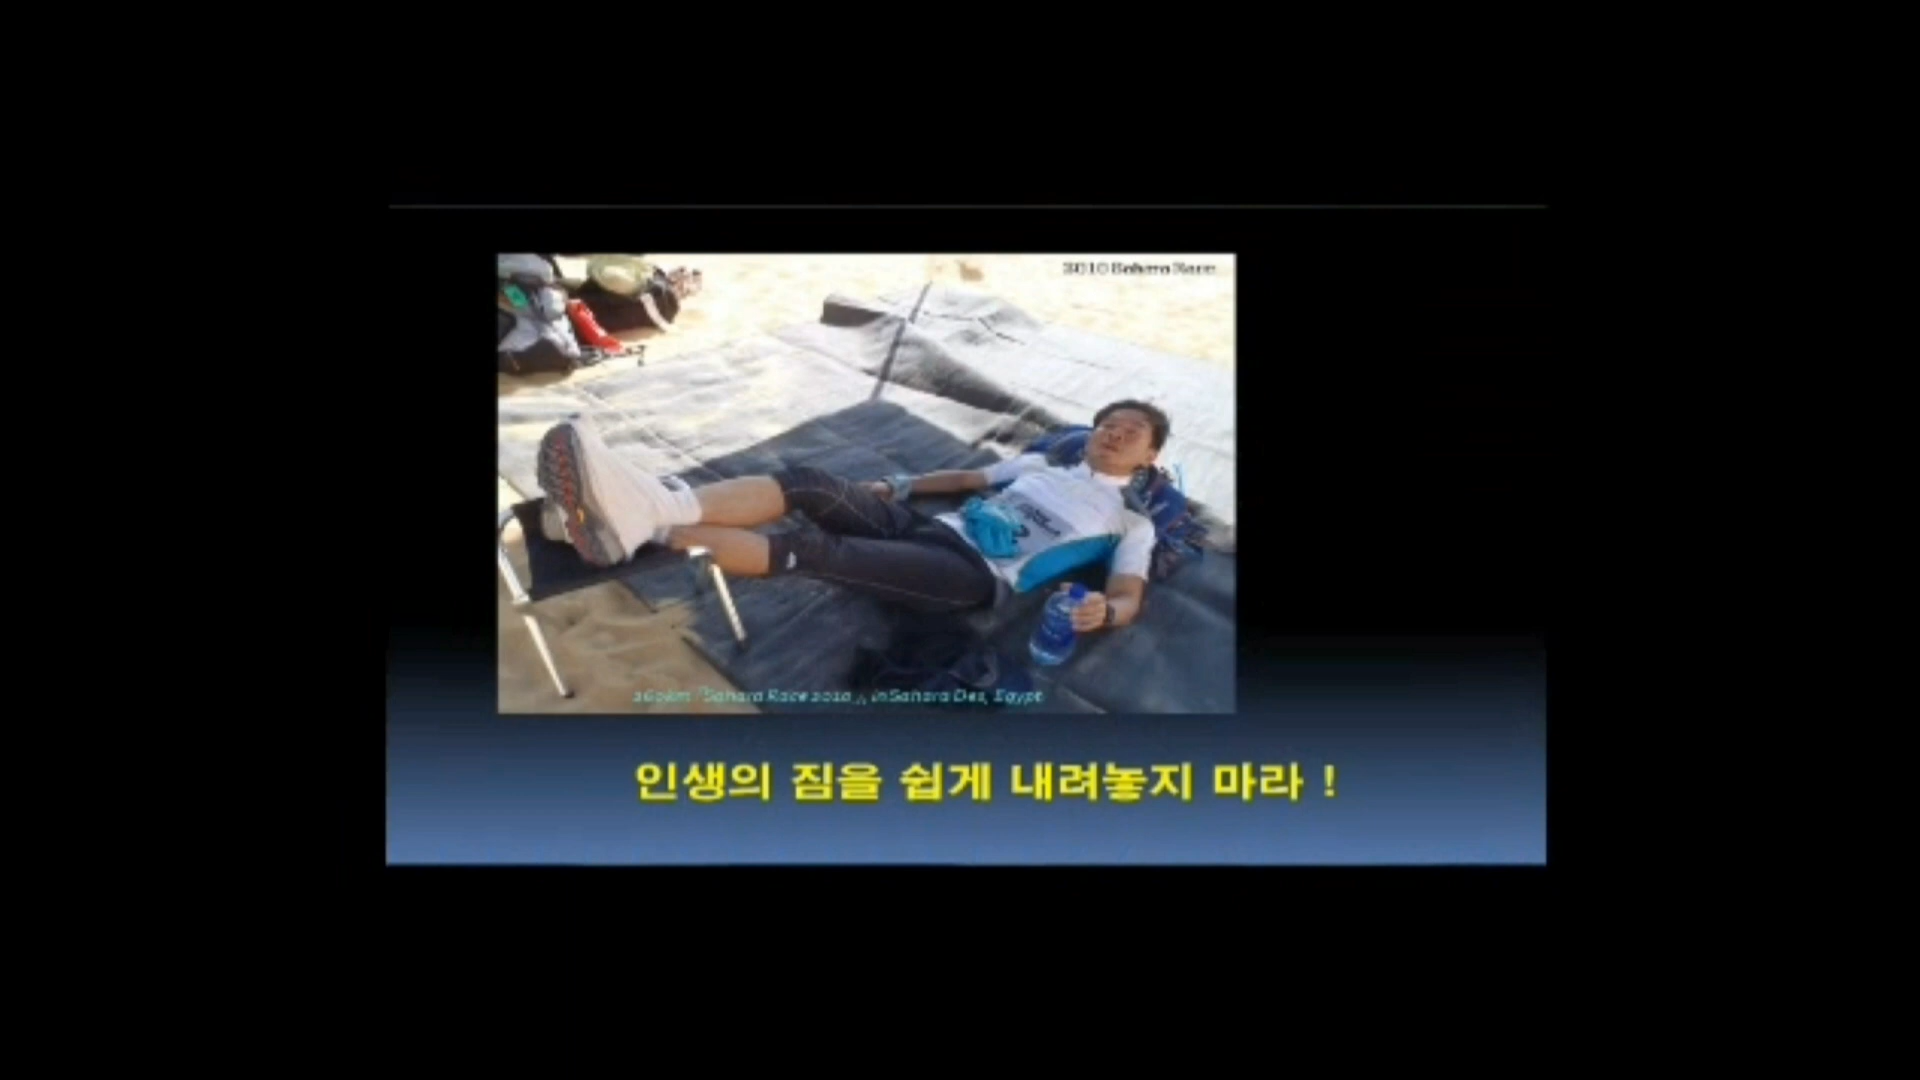 2010 Sahara Race
260km 「Sahara Race 2010」, in Sahara Des, Egypt
인생의 짐을 쉽게 내려놓지 마라 !